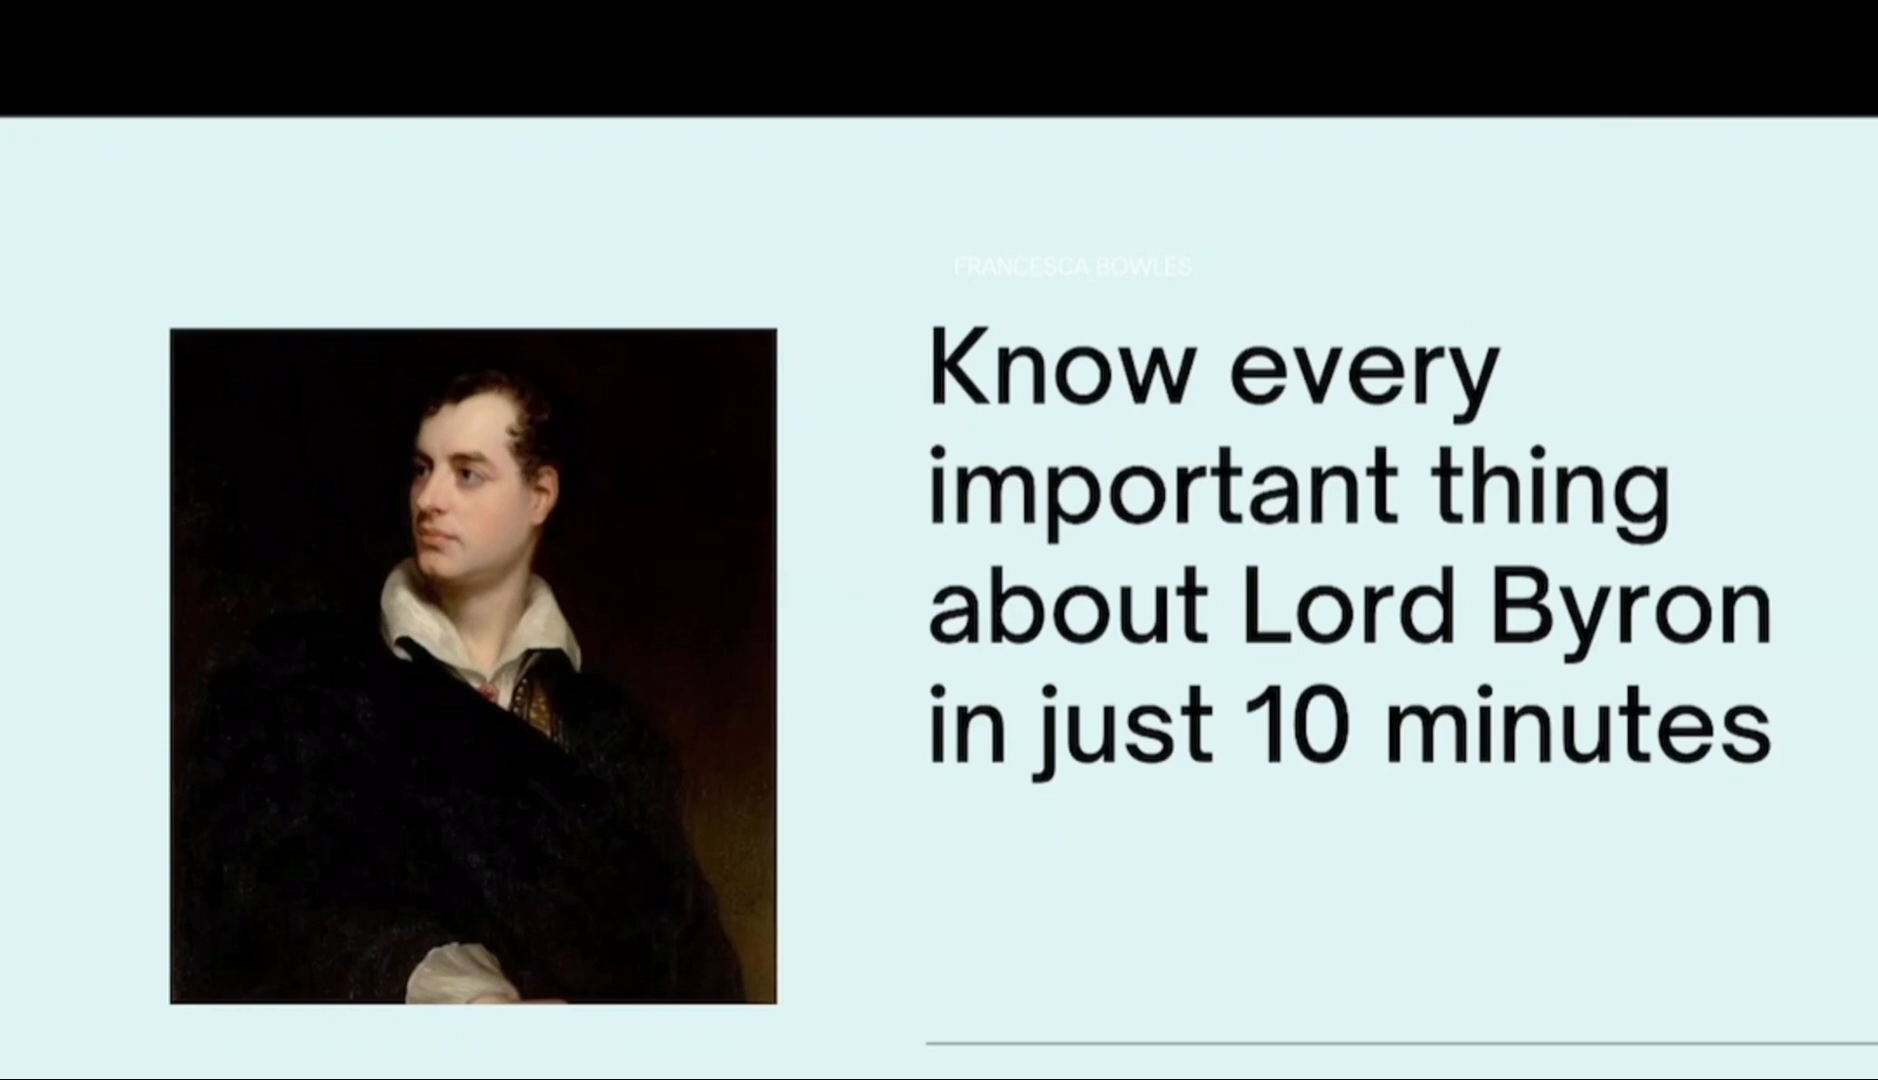 FRANCESCA BOWLES
Know every
important thing
about Lord Byron
in just 10 minutes